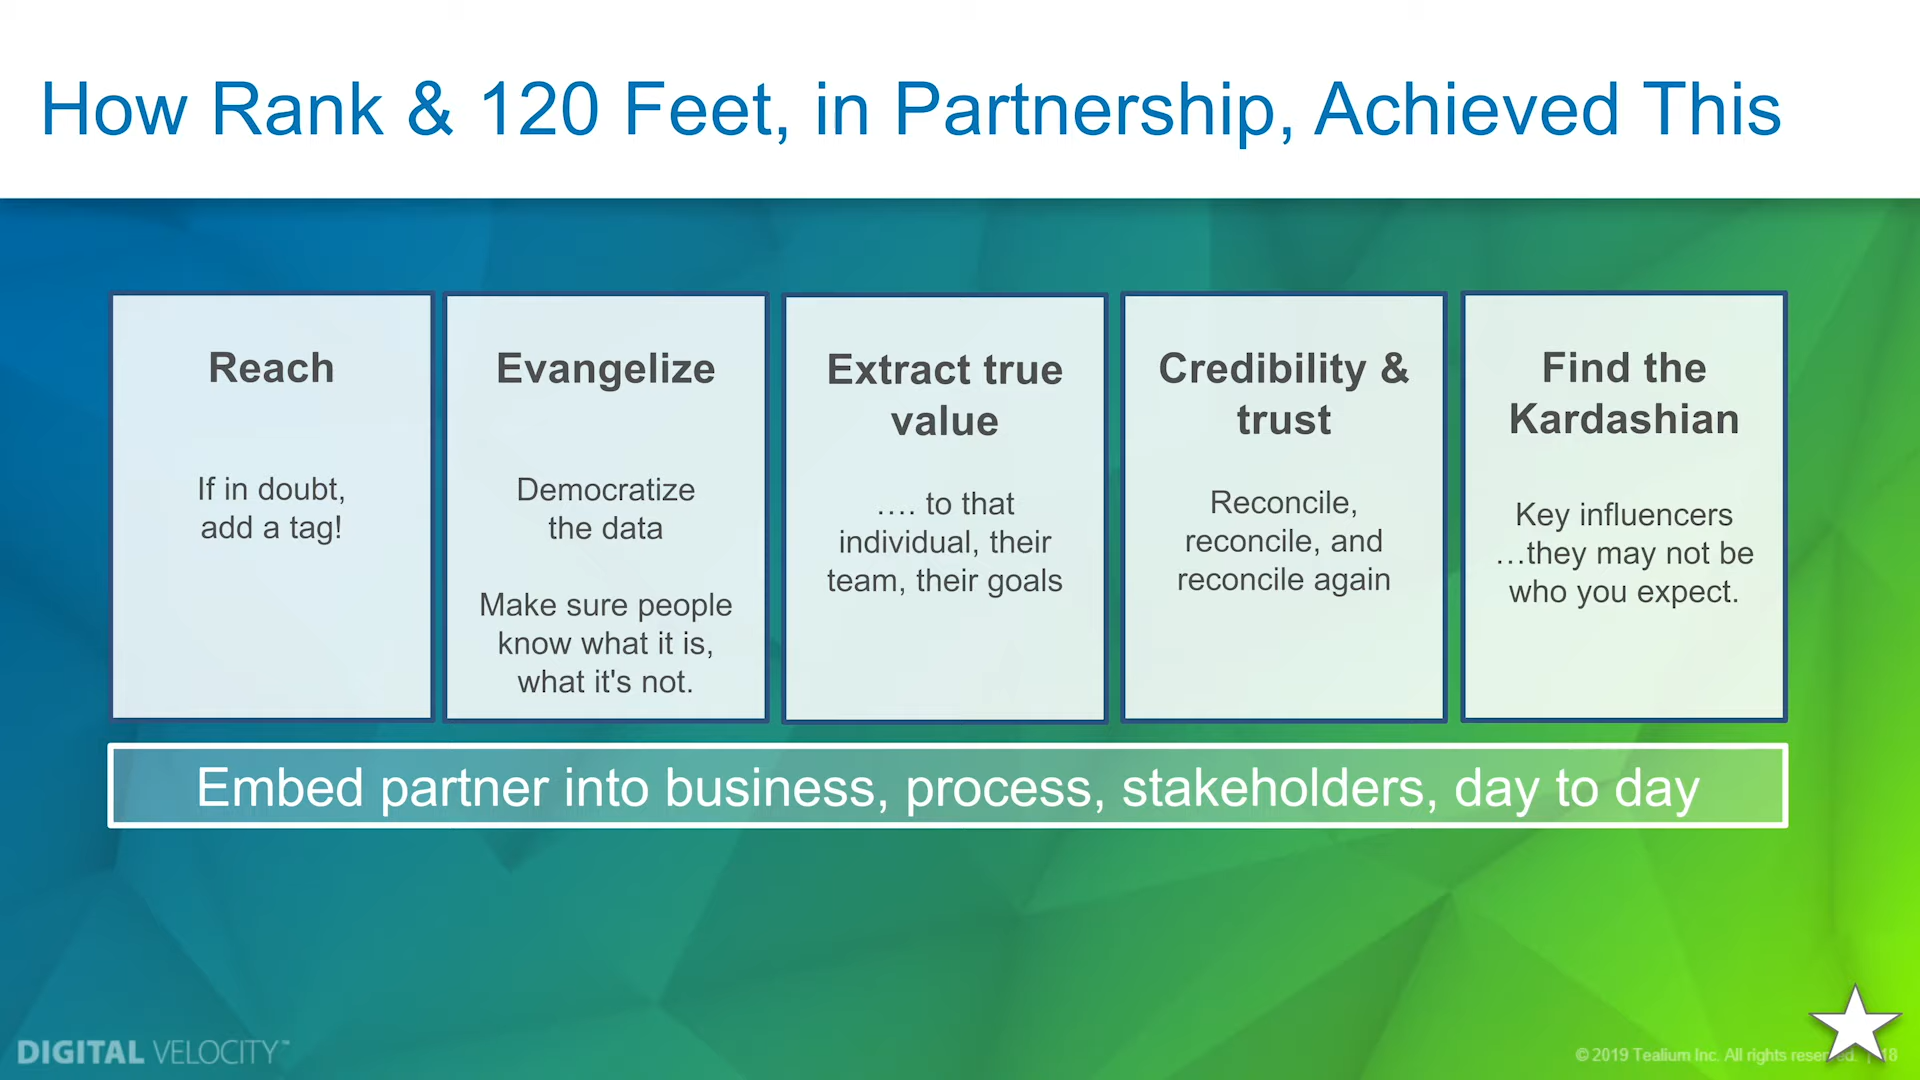 How Rank & 120 Feet, in Partnership, Achieved This
Reach
If in doubt,
add a tag!
Evangelize
Democratize
the data
Make sure people
know what it is,
what it's not.
Extract true
value
…. to that
individual, their
team, their goals
Credibility &
trust
Reconcile,
reconcile, and
reconcile again
Find the
Kardashian
Key influencers
…they may not be
who you expect.
Embed partner into business, process, stakeholders, day to day
DIGITAL VELOCITY™
© 2019 Tealium Inc. All rights reserved. | 18